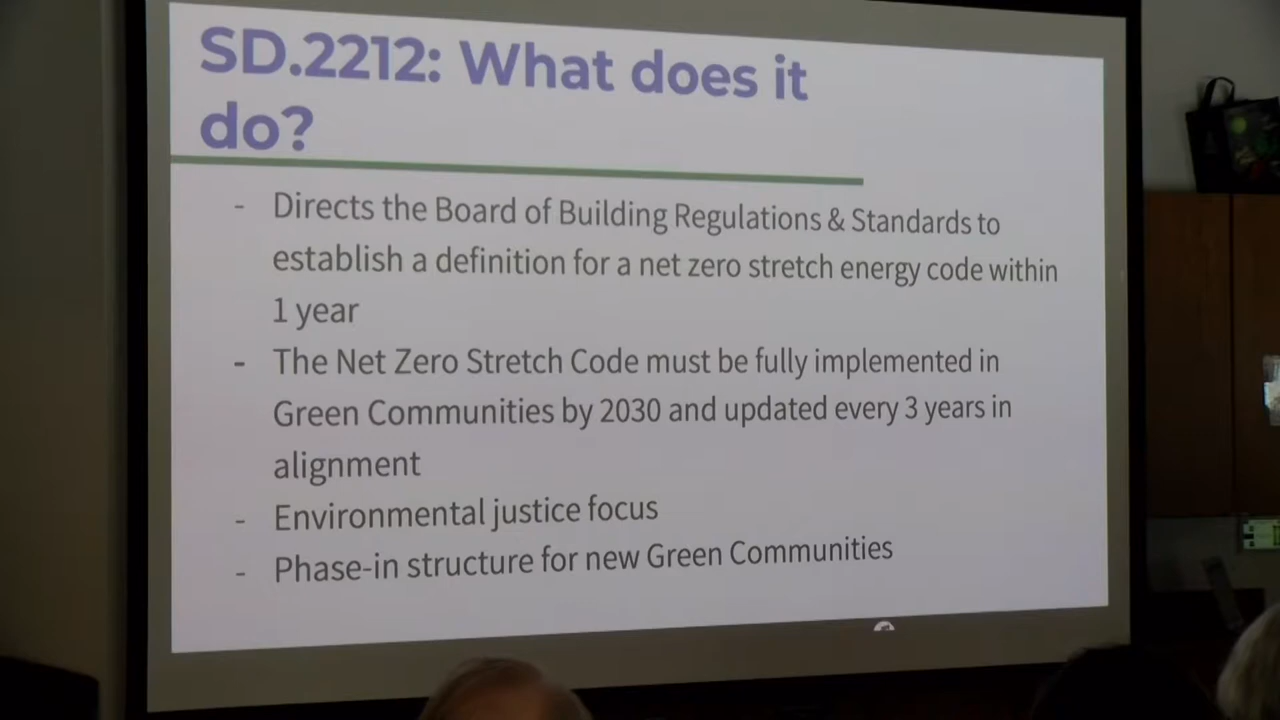 SD.2212: What does it
do?
- Directs the Board of Building Regulations & Standards to
establish a definition for a net zero stretch energy code within
1 year
- The Net Zero Stretch Code must be fully implemented in
Green Communities by 2030 and updated every 3 years in
alignment
- Environmental justice focus
- Phase-in structure for new Green Communities